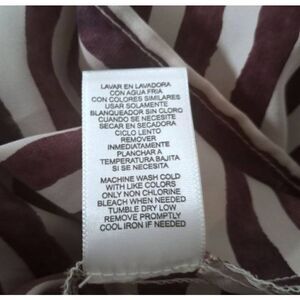 LAVAR EN LAVADORA
CON AGUA FRIA
CON COLORES SIMILARES
USAR SOLAMENTE
BLANQUEADOR SIN CLORO
CUANDO SE NECESITE
SECAR EN SECADORA
CICLO LENTO
REMOVER
INMEDIATAMENTE
PLANCHAR A
TEMPERATURA BAJITA
SI SE NECESITE
MACHINE WASH COLD
WITH LIKE COLORS
ONLY NON CHLORINE
BLEACH WHEN NEEDED
TUMBLE DRY LOW
REMOVE PROMPTLY
COOL IRON IF NEEDED